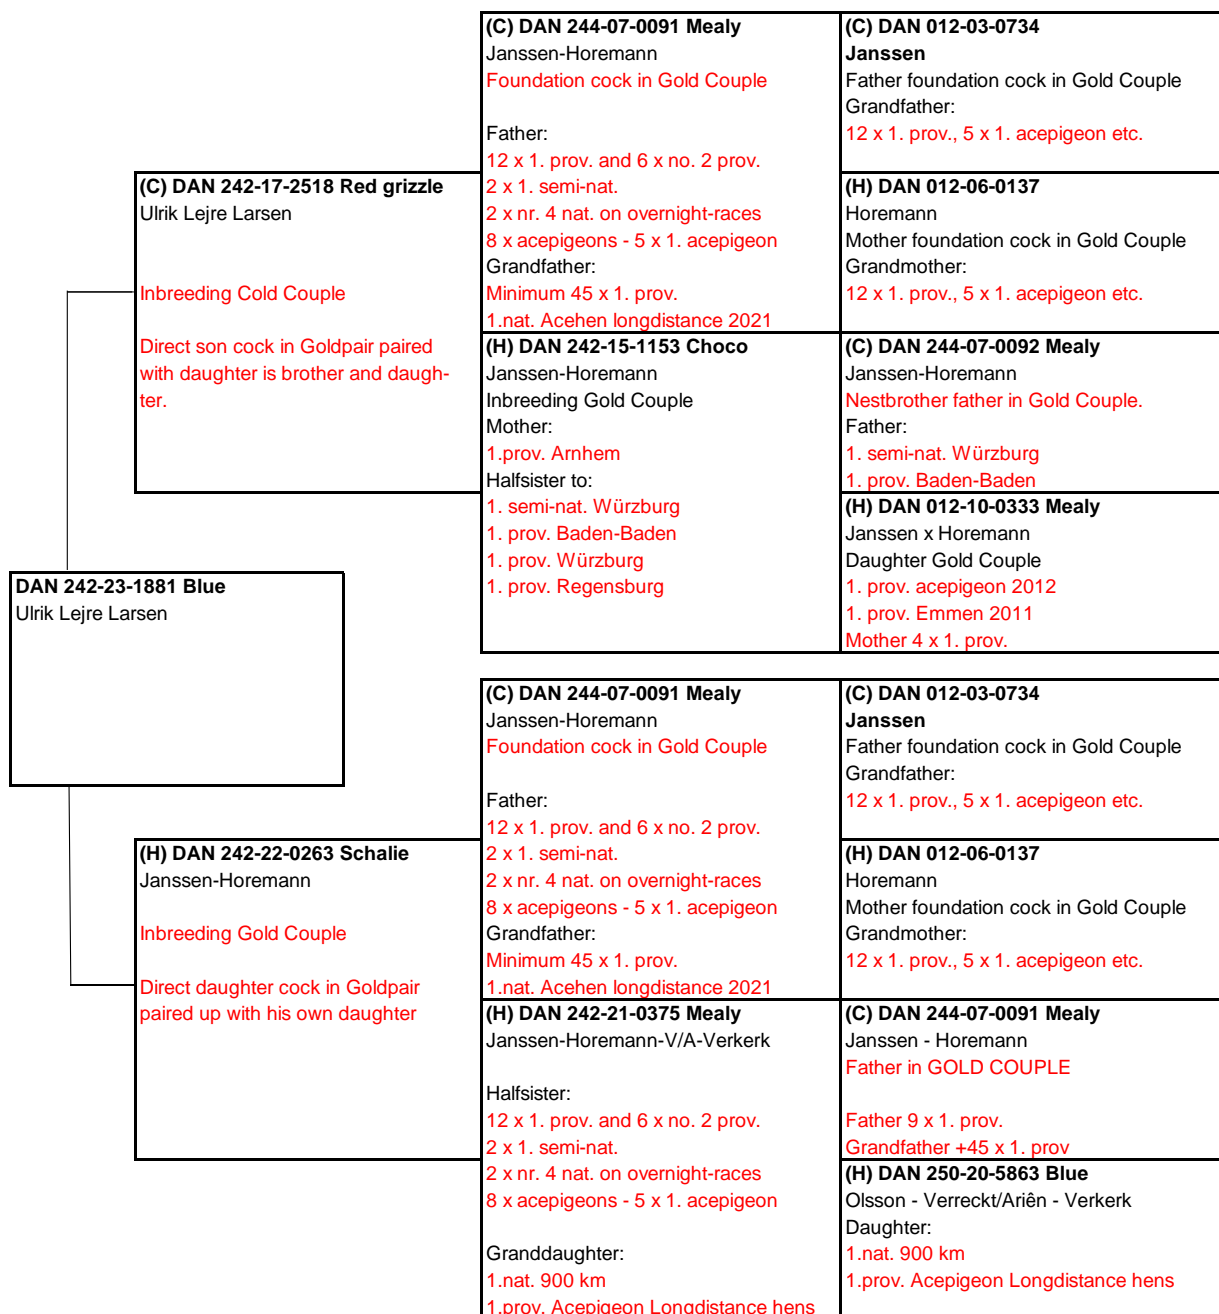 DAN 242-23-1881 Blue
Ulrik Lejre Larsen
(C) DAN 242-17-2518 Red grizzle
Ulrik Lejre Larsen
Inbreeding Cold Couple
Direct son cock in Goldpair paired
with daughter is brother and daugh-
ter.
(H) DAN 242-22-0263 Schalie
Janssen-Horemann
Inbreeding Gold Couple
Direct daughter cock in Goldpair
paired up with his own daughter
(C) DAN 244-07-0091 Mealy
Janssen-Horemann
Foundation cock in Gold Couple
Father:
12 x 1. prov. and 6 x no. 2 prov.
2 x 1. semi-nat.
2 x nr. 4 nat. on overnight-races
8 x acepigeons - 5 x 1. acepigeon
Grandfather:
Minimum 45 x 1. prov.
1.nat. Acehen longdistance 2021
(H) DAN 242-15-1153 Choco
Janssen-Horemann
Inbreeding Gold Couple
Mother:
1.prov. Arnhem
Halfsister to:
1. semi-nat. Würzburg
1. prov. Baden-Baden
1. prov. Würzburg
1. prov. Regensburg
(C) DAN 244-07-0091 Mealy
Janssen-Horemann
Foundation cock in Gold Couple
Father:
12 x 1. prov. and 6 x no. 2 prov.
2 x 1. semi-nat.
2 x nr. 4 nat. on overnight-races
8 x acepigeons - 5 x 1. acepigeon
Grandfather:
Minimum 45 x 1. prov.
1.nat. Acehen longdistance 2021
(H) DAN 242-21-0375 Mealy
Janssen-Horemann-V/A-Verkerk
Halfsister:
12 x 1. prov. and 6 x no. 2 prov.
2 x 1. semi-nat.
2 x nr. 4 nat. on overnight-races
8 x acepigeons - 5 x 1. acepigeon
Granddaughter:
1.nat. 900 km
1.prov. Acepigeon Longdistance hens
(C) DAN 012-03-0734
Janssen
Father foundation cock in Gold Couple
Grandfather:
12 x 1. prov., 5 x 1. acepigeon etc.
(H) DAN 012-06-0137
Horemann
Mother foundation cock in Gold Couple
Grandmother:
12 x 1. prov., 5 x 1. acepigeon etc.
(C) DAN 244-07-0092 Mealy
Janssen-Horemann
Nestbrother father in Gold Couple.
Father:
1. semi-nat. Würzburg
1. prov. Baden-Baden
(H) DAN 012-10-0333 Mealy
Janssen x Horemann
Daughter Gold Couple
1. prov. acepigeon 2012
1. prov. Emmen 2011
Mother 4 x 1. prov.
(C) DAN 012-03-0734
Janssen
Father foundation cock in Gold Couple
Grandfather:
12 x 1. prov., 5 x 1. acepigeon etc.
(H) DAN 012-06-0137
Horemann
Mother foundation cock in Gold Couple
Grandmother:
12 x 1. prov., 5 x 1. acepigeon etc.
(C) DAN 244-07-0091 Mealy
Janssen - Horemann
Father in GOLD COUPLE
Father 9 x 1. prov.
Grandfather +45 x 1. prov
(H) DAN 250-20-5863 Blue
Olsson - Verreckt/Ariên - Verkerk
Daughter:
1.nat. 900 km
1.prov. Acepigeon Longdistance hens